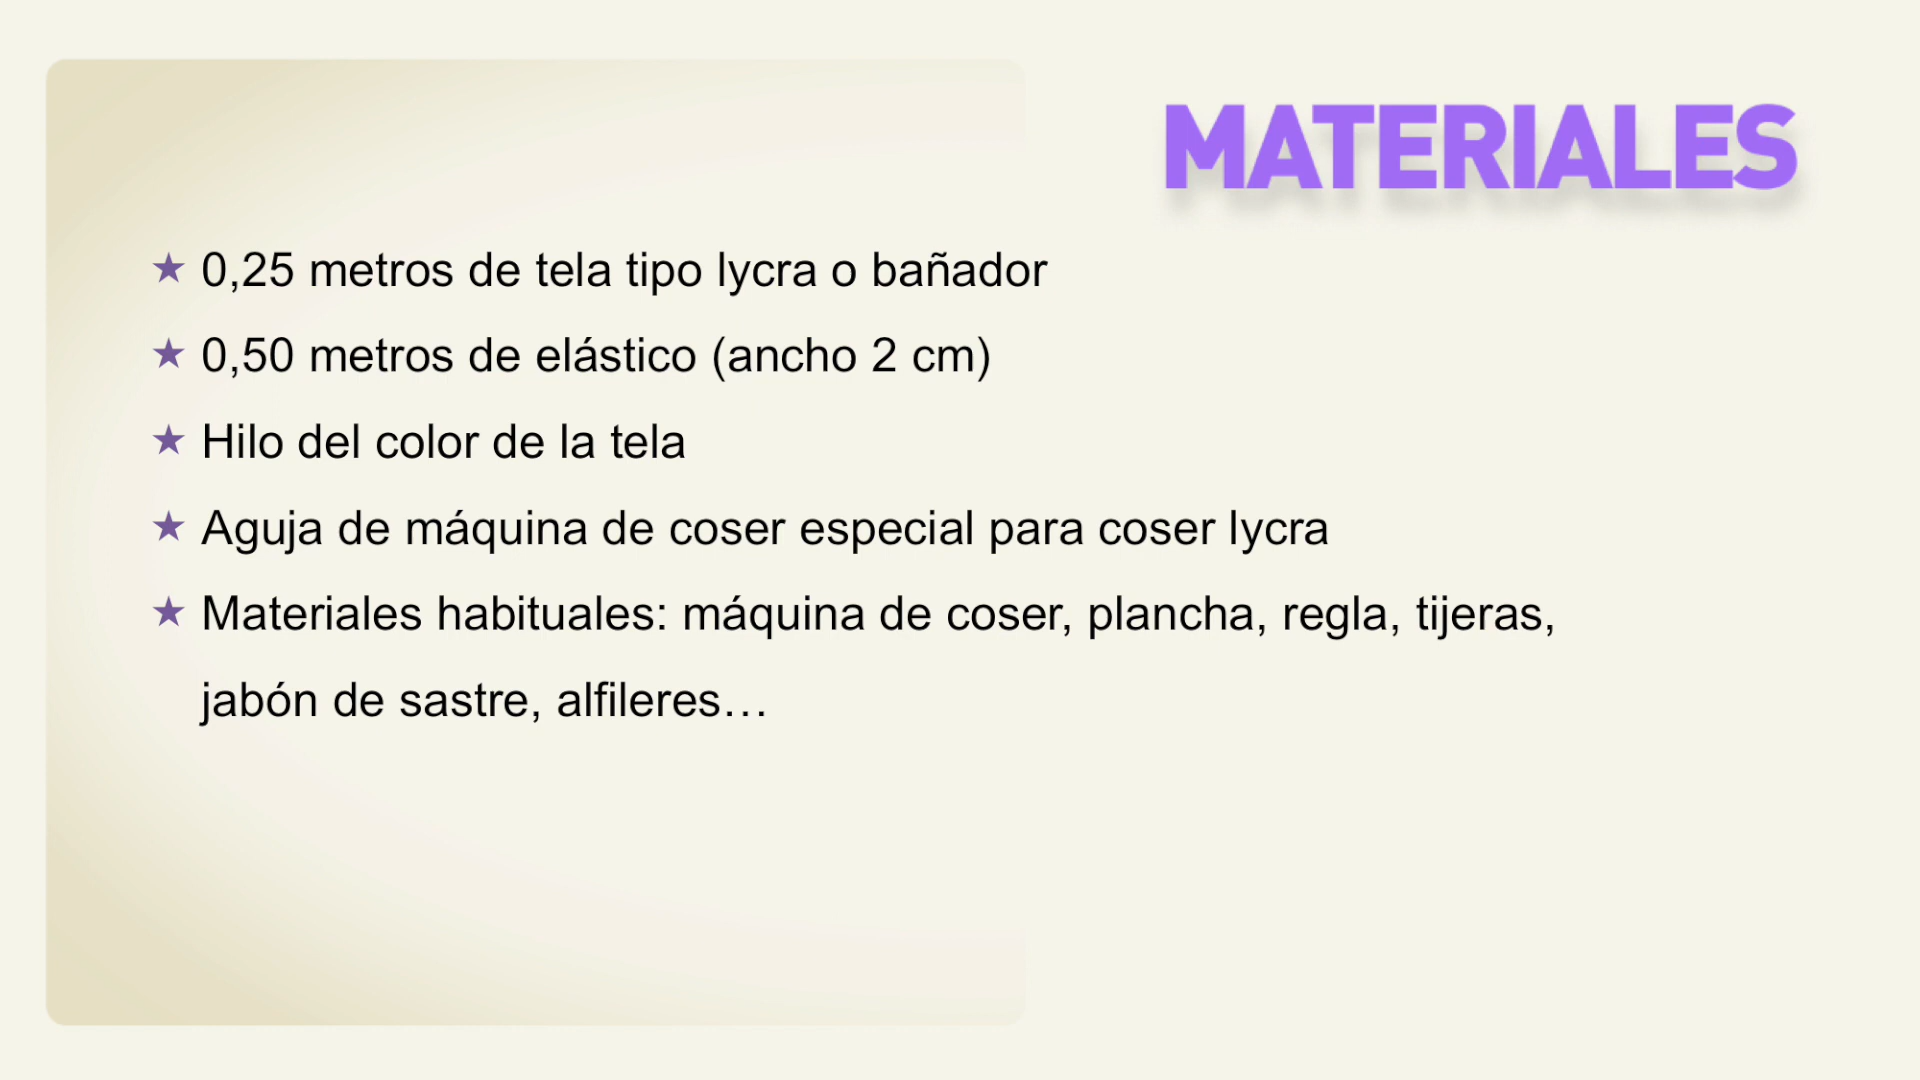 MATERIALES
★ 0,25 metros de tela tipo lycra o bañador
★ 0,50 metros de elástico (ancho 2 cm)
★ Hilo del color de la tela
★ Aguja de máquina de coser especial para coser lycra
★ Materiales habituales: máquina de coser, plancha, regla, tijeras,
jabón de sastre, alfileres…